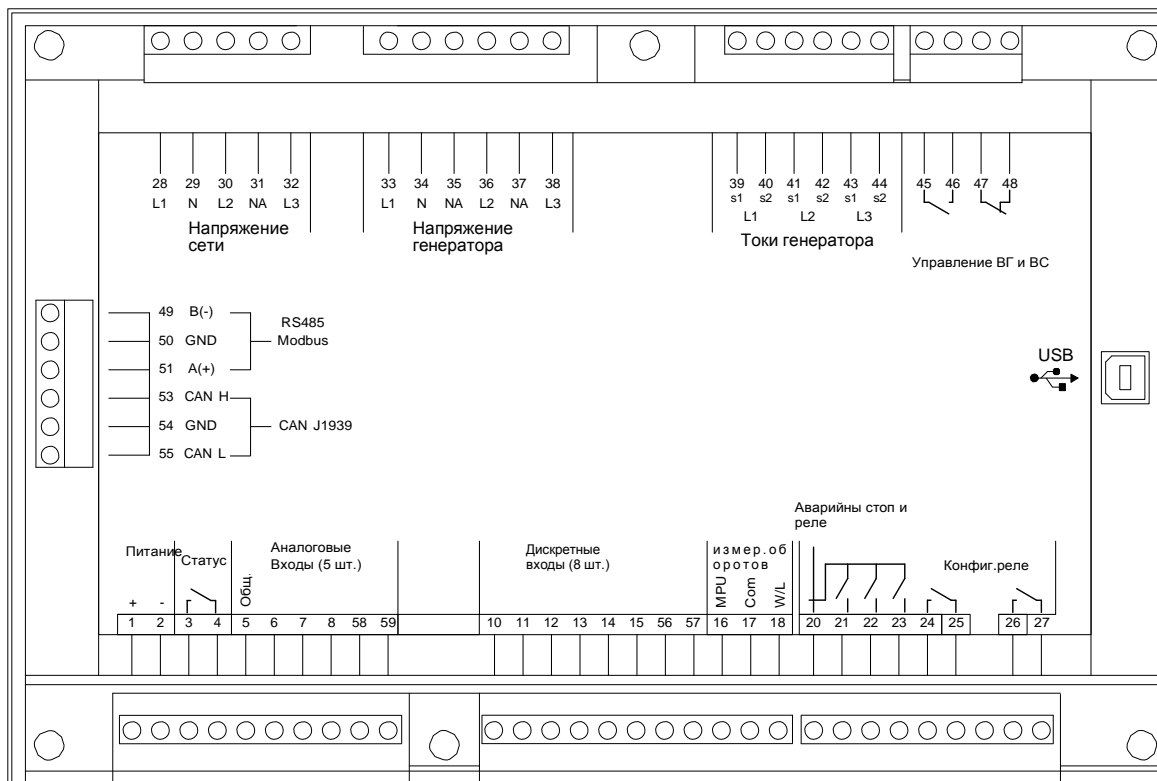 28 29 30 31 32
L1 N L2 NA L3
Напряжение
сети
33 34 35 36 37 38
L1 N NA L2 NA L3
Напряжение
генератора
39 40 41 42 43 44
s1 s2 s1 s2 s1 s2
L1 L2 L3
Токи генератора
45 46 47 48
Управление ВГ и ВС
49 B(-)
50 GND
51 A(+)
RS485
Modbus
53 CAN H
54 GND
55 CAN L
CAN J1939
USB
Питание
+ -
1 2
Статус
3 4
Аналоговые
Входы (5 шт.)
Общ.
5 6 7 8 58 59
Дискретные
входы (8 шт.)
10 11 12 13 14 15 56 57
измер.об
оротов
MPU Com W/L
16 17 18
Аварийны стоп и
реле
Конфиг.реле
20 21 22 23 24 25 26 27